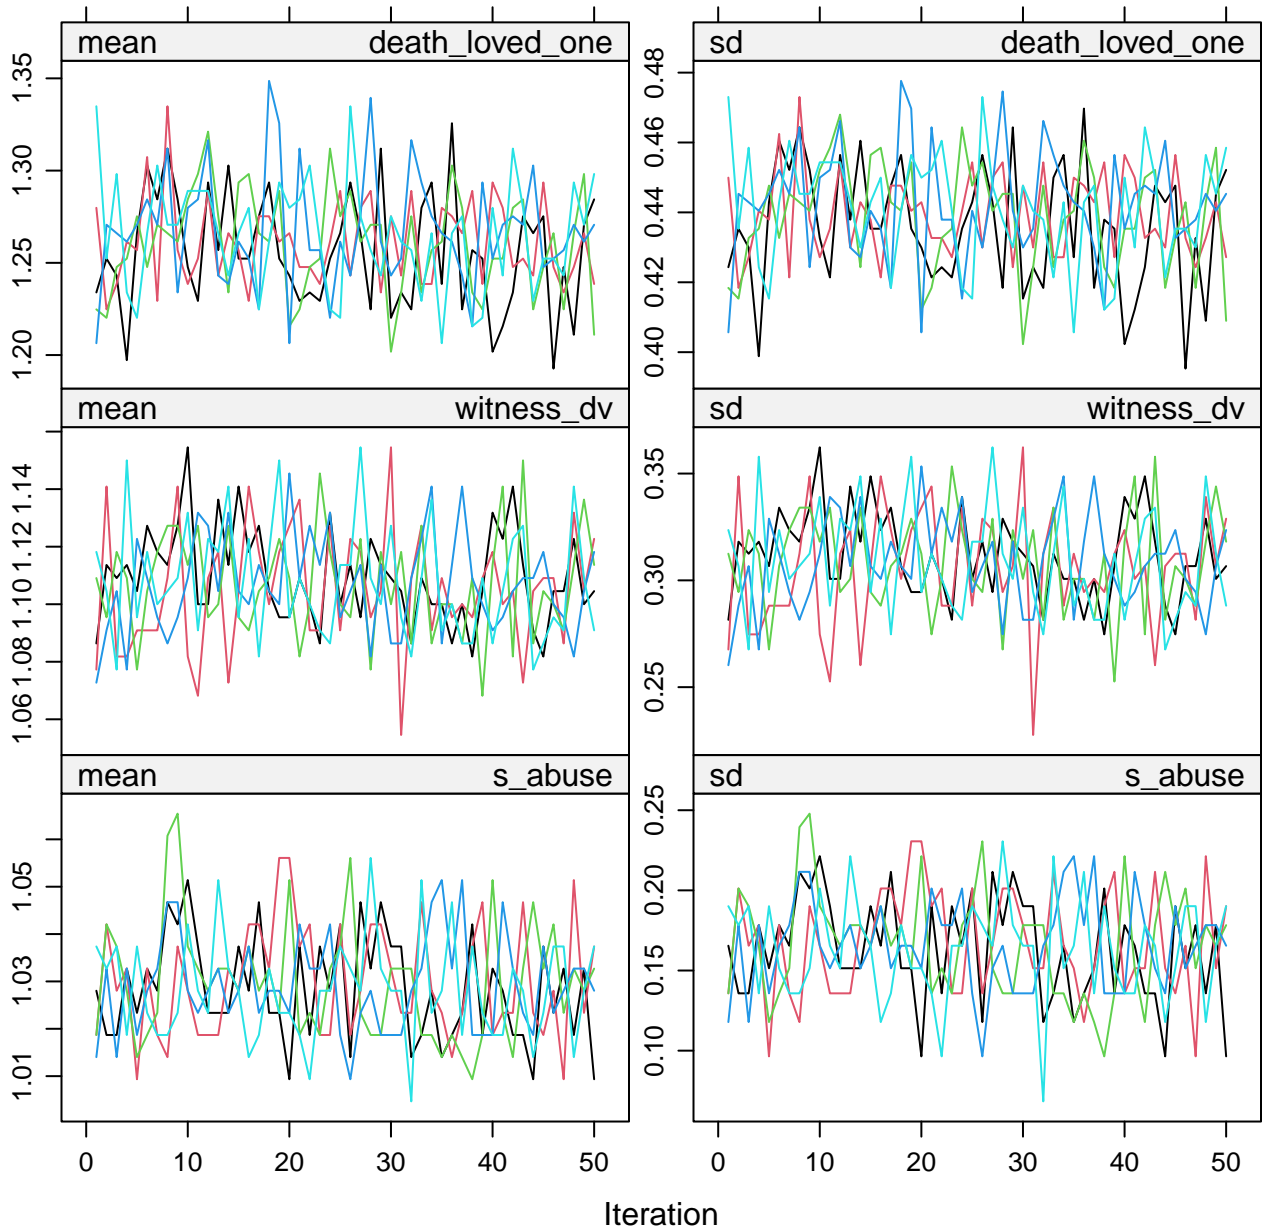 mean death_loved_one sd death_loved_one
1.20 1.25 1.30 1.35
0.40 0.42 0.44 0.46 0.48
mean witness_dv sd witness_dv
1.06 1.08 1.10 1.12 1.14
0.25 0.30 0.35
mean s_abuse sd s_abuse
1.01 1.03 1.05
0.10 0.15 0.20 0.25
0 10 20 30 40 50 0 10 20 30 40 50
Iteration